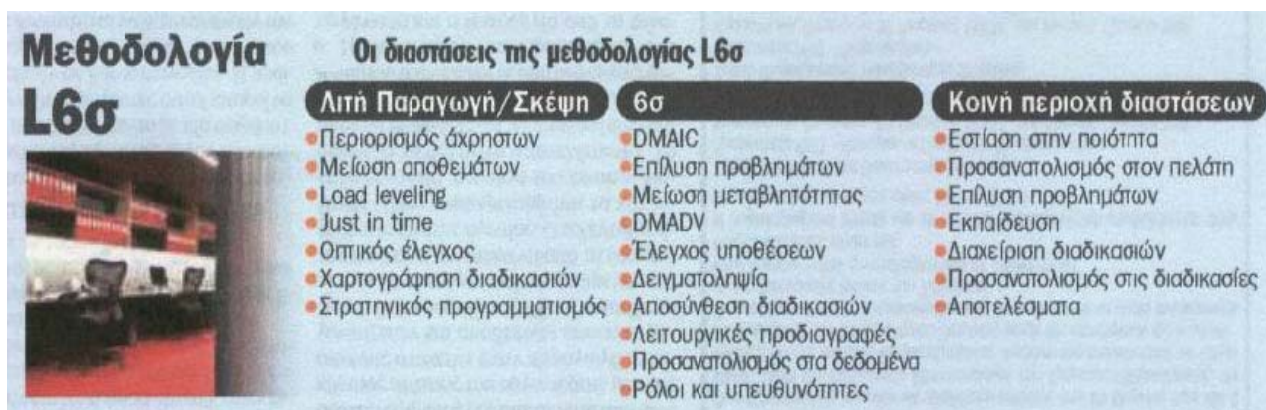 Μεθοδολογία
L6σ
Οι διαστάσεις της μεθοδολογίας L6σ
Λιτή Παραγωγή/Σκέψη
•Περιορισμός άχρηστων
•Μείωση αποθεμάτων
•Load leveling
•Just in time
•Οπτικός έλεγχος
•Χαρτογράφηση διαδικασιών
•Στρατηγικός προγραμματισμός
6σ
•DMAIC
•Επίλυση προβλημάτων
•Μείωση μεταβλητότητας
•DMADV
•Έλεγχος υποθέσεων
•Δειγματοληψία
•Αποσύνθεση διαδικασιών
•Λειτουργικές προδιαγραφές
•Προσανατολισμός στα δεδομένα
•Ρόλοι και υπευθυνότητες
Κοινή περιοχή διαστάσεων
•Εστίαση στην ποιότητα
•Προσανατολισμός στον πελάτη
•Επίλυση προβλημάτων
•Εκπαίδευση
•Διαχείριση διαδικασιών
•Προσανατολισμός στις διαδικασίες
•Αποτελέσματα